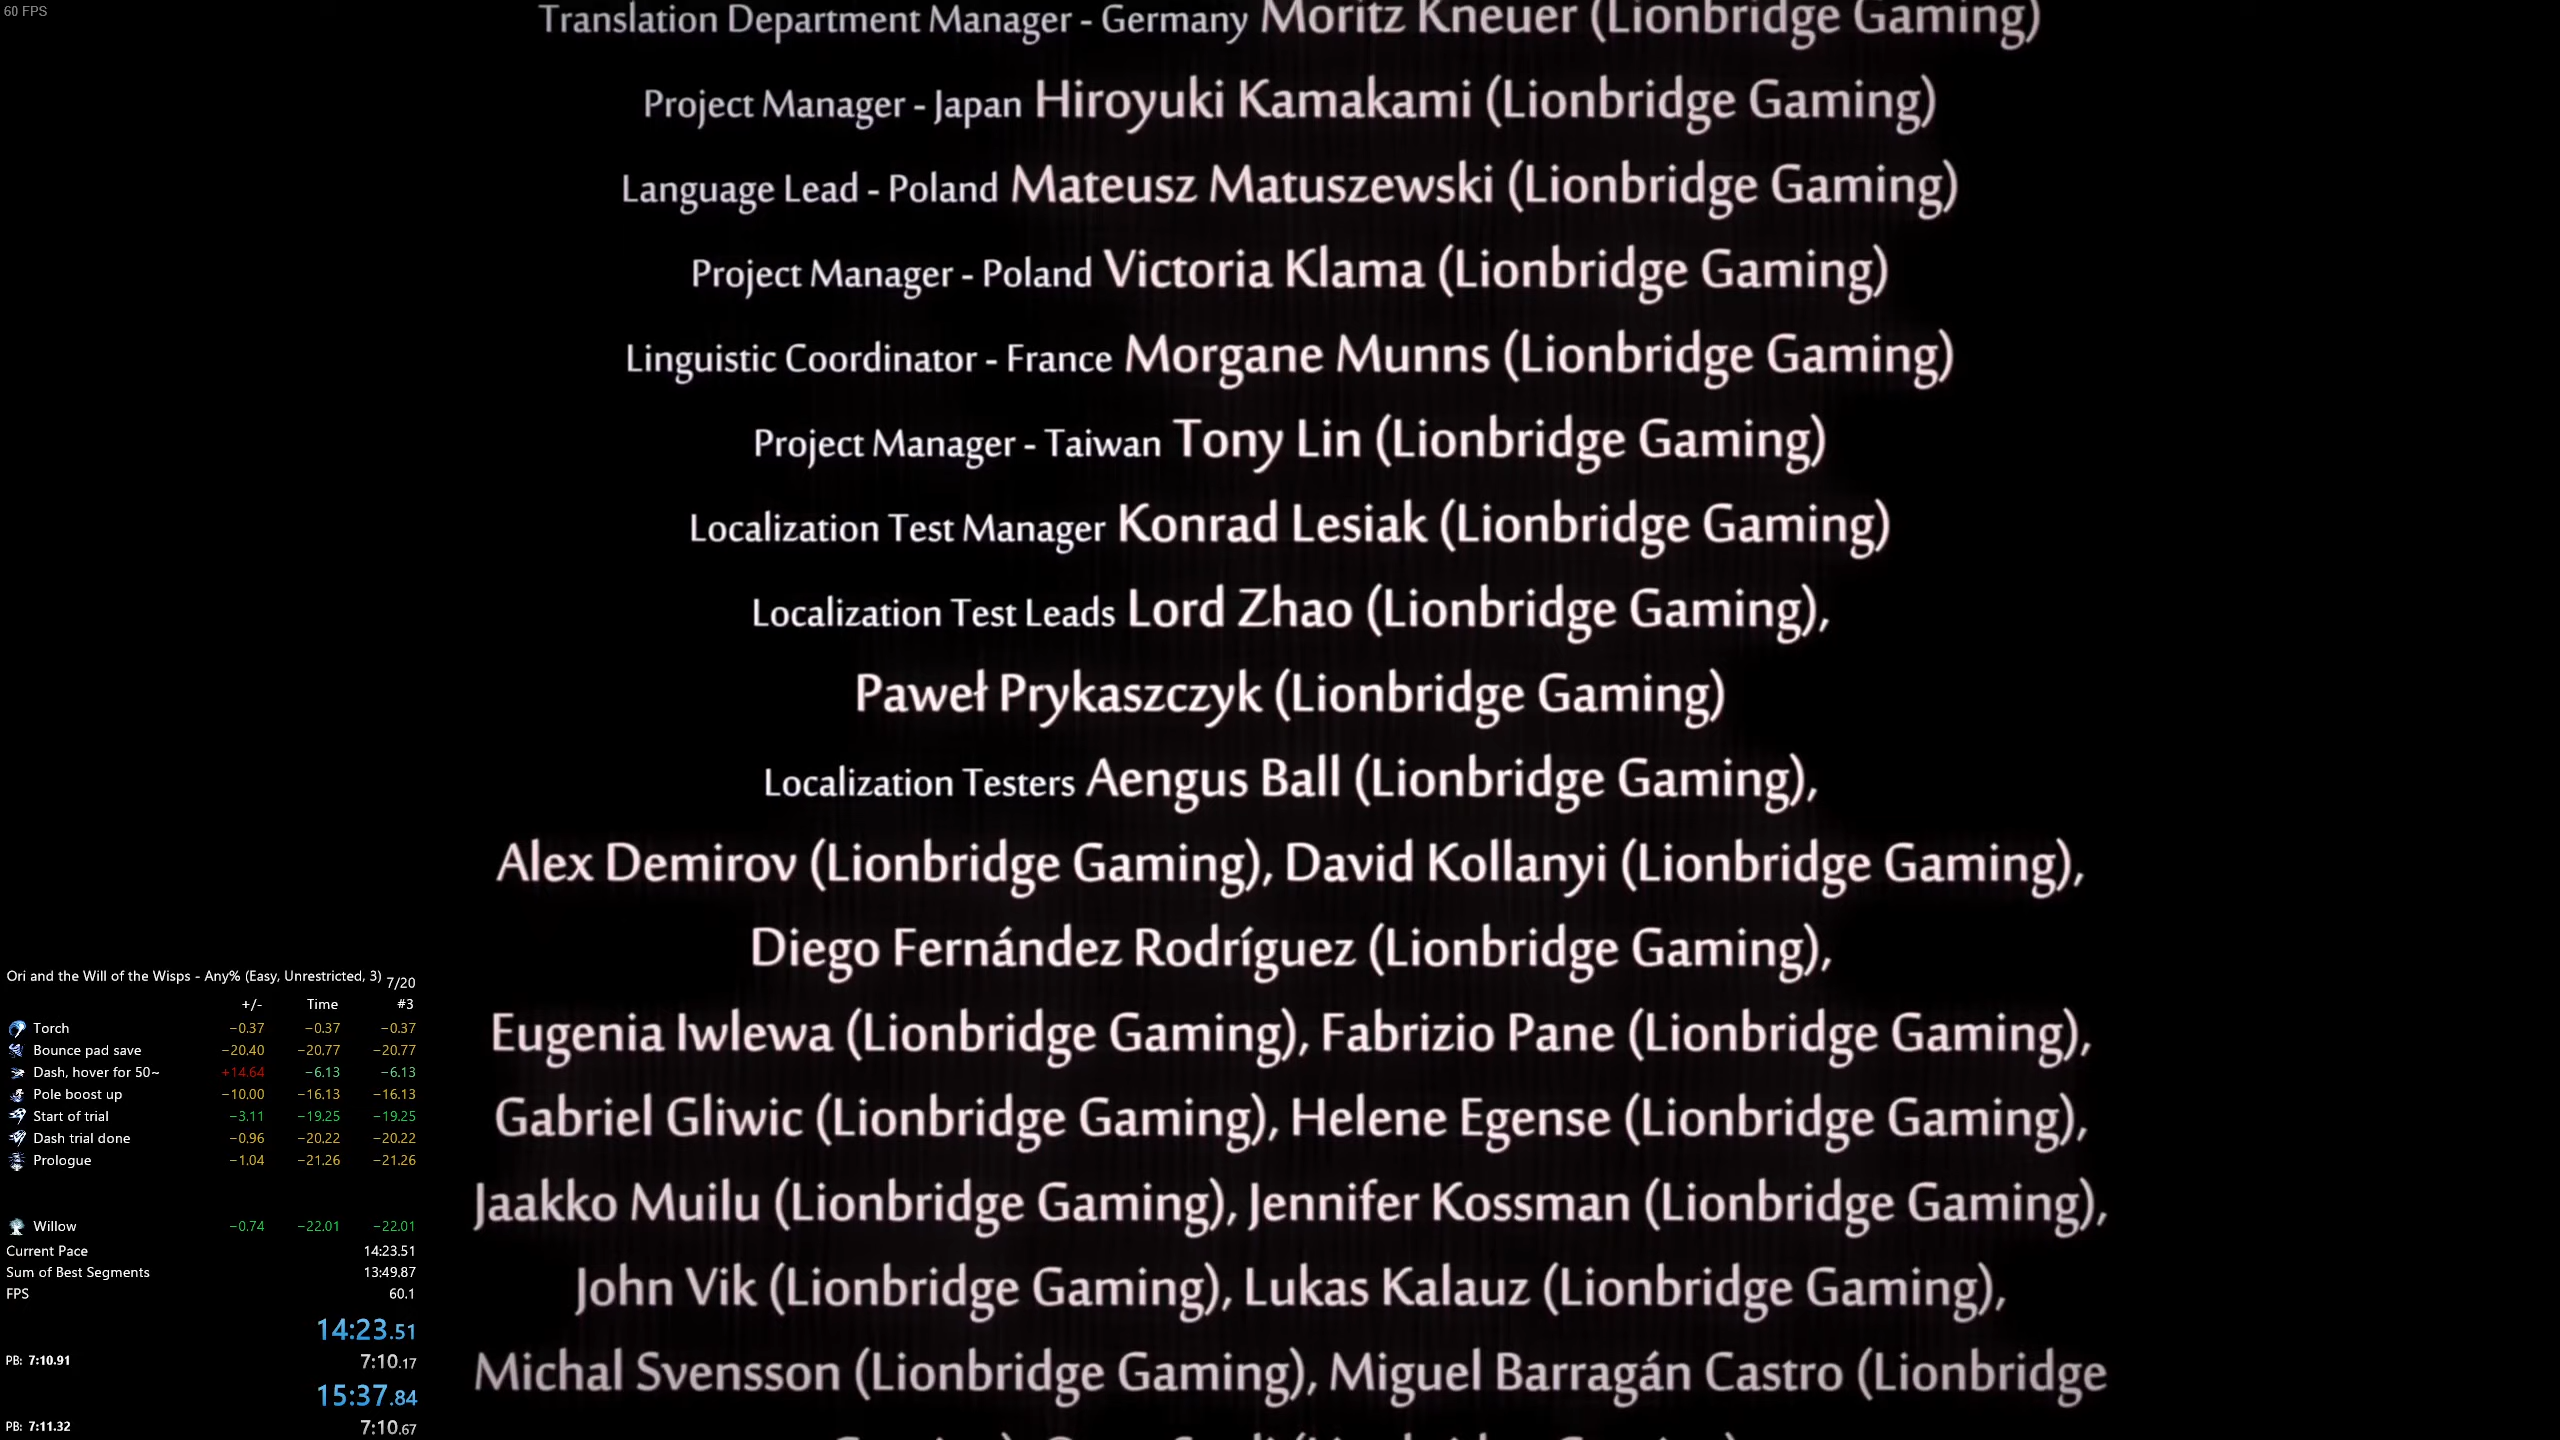 60 FPS
Translation Department Manager - Germany Moritz Kneuer (Lionbridge Gaming)
Project Manager - Japan Hiroyuki Kamakami (Lionbridge Gaming)
Language Lead - Poland Mateusz Matuszewski (Lionbridge Gaming)
Project Manager - Poland Victoria Klama (Lionbridge Gaming)
Linguistic Coordinator - France Morgane Munns (Lionbridge Gaming)
Project Manager - Taiwan Tony Lin (Lionbridge Gaming)
Localization Test Manager Konrad Lesiak (Lionbridge Gaming)
Localization Test Leads Lord Zhao (Lionbridge Gaming),
Paweł Prykaszczyk (Lionbridge Gaming)
Localization Testers Aengus Ball (Lionbridge Gaming),
Alex Demirov (Lionbridge Gaming), David Kollanyi (Lionbridge Gaming),
Diego Fernández Rodríguez (Lionbridge Gaming),
Eugenia Iwlewa (Lionbridge Gaming), Fabrizio Pane (Lionbridge Gaming),
Gabriel Gliwic (Lionbridge Gaming), Helene Egense (Lionbridge Gaming),
Jaakko Muilu (Lionbridge Gaming), Jennifer Kossman (Lionbridge Gaming),
John Vik (Lionbridge Gaming), Lukas Kalauz (Lionbridge Gaming),
Michal Svensson (Lionbridge Gaming), Miguel Barragán Castro (Lionbridge
Ori and the Will of the Wisps - Any% (Easy, Unrestricted, 3) 7/20
+/- Time #3
Torch −0.37 −0.37 −0.37
Bounce pad save −20.40 −20.77 −20.77
Dash, hover for 50~ +14.64 −6.13 −6.13
Pole boost up −10.00 −16.13 −16.13
Start of trial −3.11 −19.25 −19.25
Dash trial done −0.96 −20.22 −20.22
Prologue −1.04 −21.26 −21.26
Willow −0.74 −22.01 −22.01
Current Pace 14:23.51
Sum of Best Segments 13:49.87
FPS 60.1
14:23.51
PB: 7:10.91 7:10.17
15:37.84
PB: 7:11.32 7:10.67